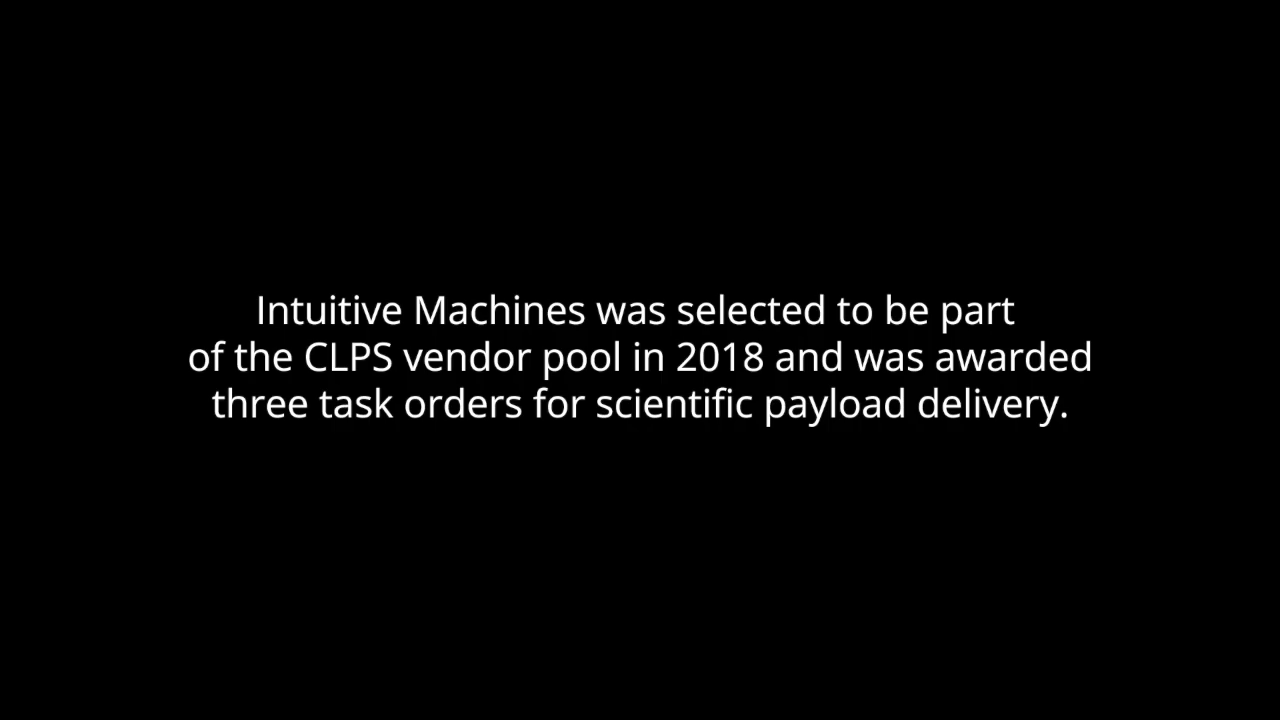 Intuitive Machines was selected to be part
of the CLPS vendor pool in 2018 and was awarded
three task orders for scientific payload delivery.